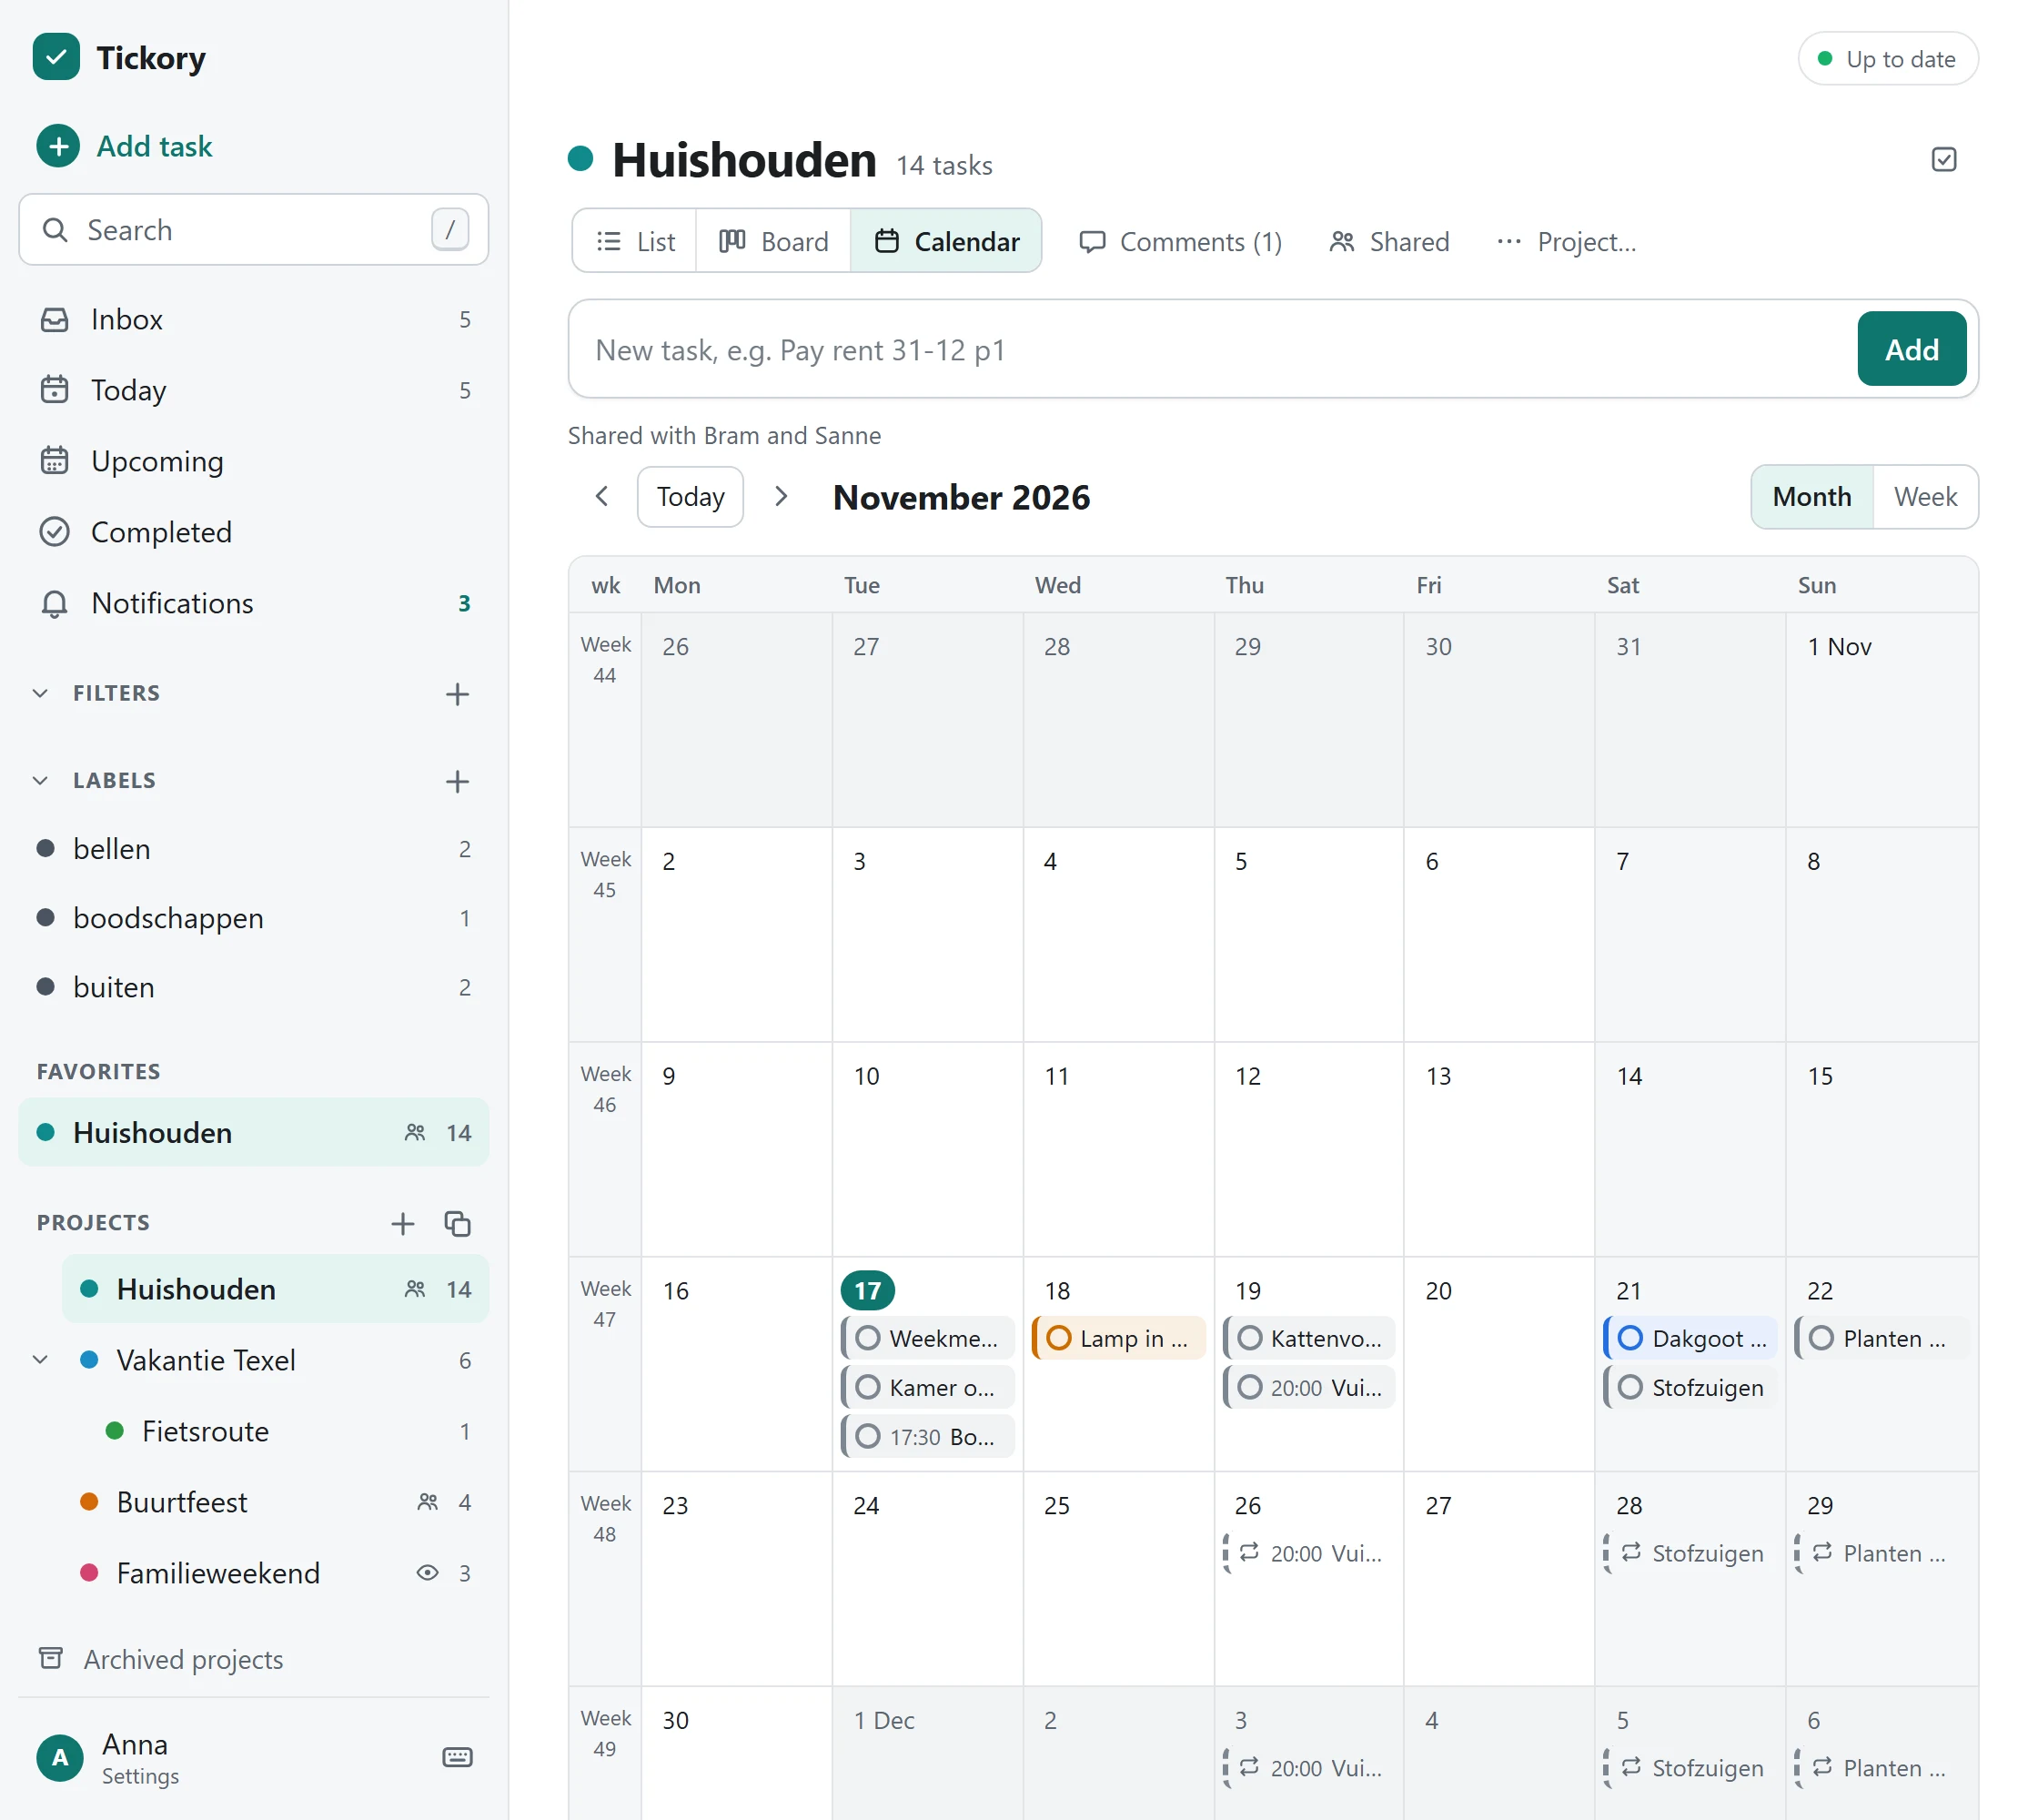 Tickory
Add task
Search /
Inbox 5
Today 5
Upcoming
Completed
Notifications 3
FILTERS
LABELS
bellen 2
boodschappen 1
buiten 2
FAVORITES
Huishouden 14
PROJECTS
Huishouden 14
Vakantie Texel 6
Fietsroute 1
Buurtfeest 4
Familieweekend 3
Archived projects
A Anna
Settings
Up to date
Huishouden 14 tasks
List Board Calendar Comments (1) Shared Project...
New task, e.g. Pay rent 31-12 p1 Add
Shared with Bram and Sanne
Today November 2026 Month Week
wk Mon Tue Wed Thu Fri Sat Sun
Week 44 26 27 28 29 30 31 1 Nov
Week 45 2 3 4 5 6 7 8
Week 46 9 10 11 12 13 14 15
Week 47 16 17 18 19 20 21 22
Weekme... Lamp in ... Kattenvo... Dakgoot ... Planten ...
Kamer o... 20:00 Vui... Stofzuigen
17:30 Bo...
Week 48 23 24 25 26 27 28 29
20:00 Vui... Stofzuigen Planten ...
Week 49 30 1 Dec 2 3 4 5 6
20:00 Vui... Stofzuigen Planten ...